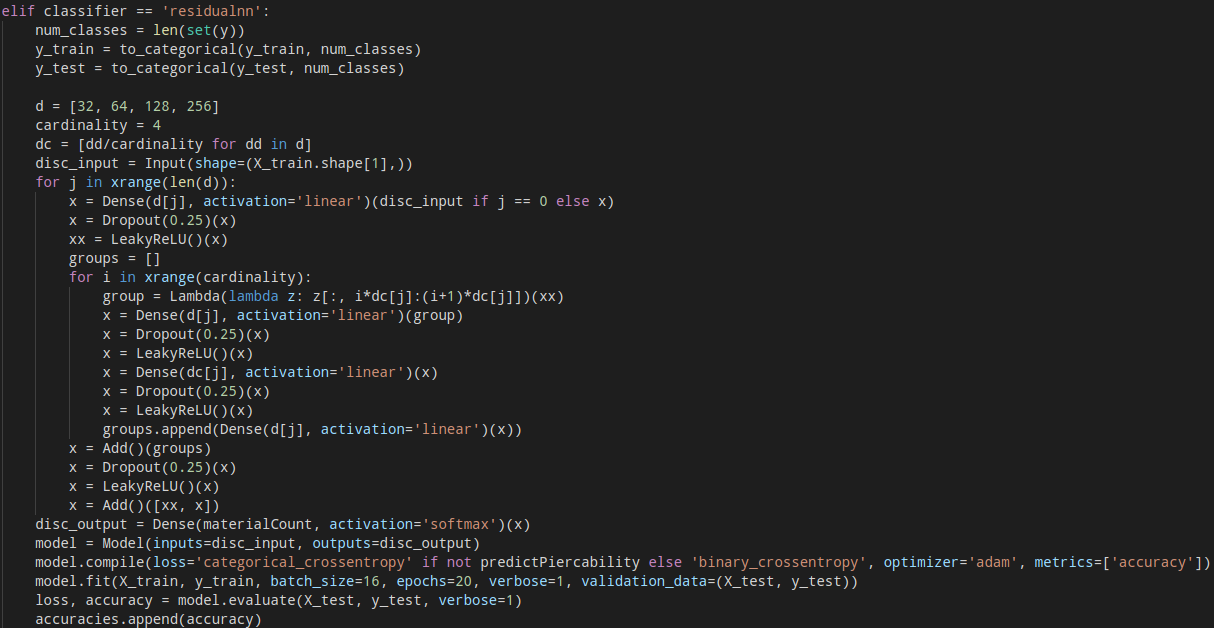 elif classifier == 'residualnn':
    num_classes = len(set(y))
    y_train = to_categorical(y_train, num_classes)
    y_test = to_categorical(y_test, num_classes)

    d = [32, 64, 128, 256]
    cardinality = 4
    dc = [dd/cardinality for dd in d]
    disc_input = Input(shape=(X_train.shape[1],))
    for j in xrange(len(d)):
        x = Dense(d[j], activation='linear')(disc_input if j == 0 else x)
        x = Dropout(0.25)(x)
        xx = LeakyReLU()(x)
        groups = []
        for i in xrange(cardinality):
            group = Lambda(lambda z: z[:, i*dc[j]:(i+1)*dc[j]])(xx)
            x = Dense(d[j], activation='linear')(group)
            x = Dropout(0.25)(x)
            x = LeakyReLU()(x)
            x = Dense(dc[j], activation='linear')(x)
            x = Dropout(0.25)(x)
            x = LeakyReLU()(x)
            groups.append(Dense(d[j], activation='linear')(x))
        x = Add()(groups)
        x = Dropout(0.25)(x)
        x = LeakyReLU()(x)
        x = Add()([xx, x])
    disc_output = Dense(materialCount, activation='softmax')(x)
    model = Model(inputs=disc_input, outputs=disc_output)
    model.compile(loss='categorical_crossentropy' if not predictPiercability else 'binary_crossentropy', optimizer='adam', metrics=['accuracy'])
    model.fit(X_train, y_train, batch_size=16, epochs=20, verbose=1, validation_data=(X_test, y_test))
    loss, accuracy = model.evaluate(X_test, y_test, verbose=1)
    accuracies.append(accuracy)